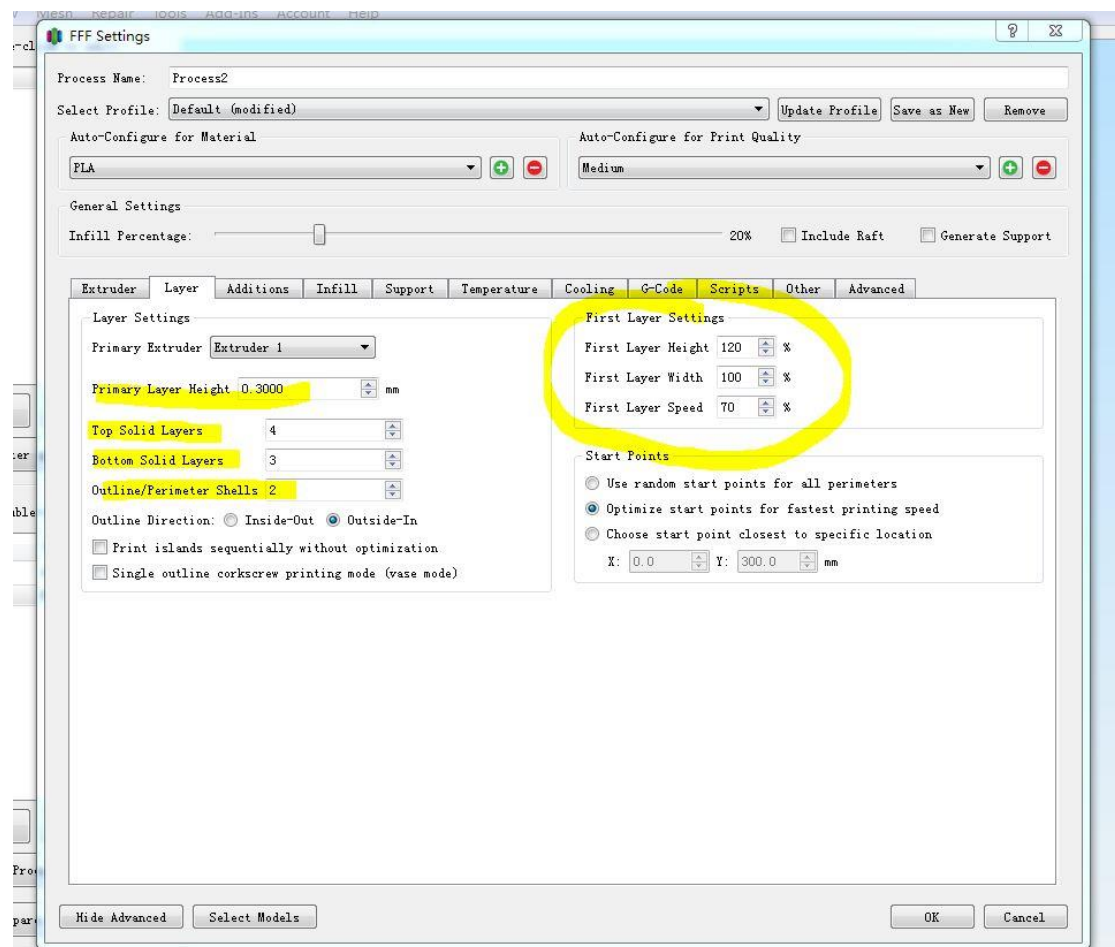 Mesh Repair Tools Add-Ins Account Help
FFF Settings
Process Name: Process2
Select Profile: Default (modified) Update Profile Save as New Remove
Auto-Configure for Material Auto-Configure for Print Quality
PLA Medium
General Settings
Infill Percentage: 20% Include Raft Generate Support
Extruder Layer Additions Infill Support Temperature Cooling G-Code Scripts Other Advanced
Layer Settings
Primary Extruder Extruder 1
Primary Layer Height 0.3000 mm
Top Solid Layers 4
Bottom Solid Layers 3
Outline/Perimeter Shells 2
Outline Direction: Inside-Out Outside-In
Print islands sequentially without optimization
Single outline corkscrew printing mode (vase mode)
First Layer Settings
First Layer Height 120 %
First Layer Width 100 %
First Layer Speed 70 %
Start Points
Use random start points for all perimeters
Optimize start points for fastest printing speed
Choose start point closest to specific location
X: 0.0 Y: 300.0 mm
Hide Advanced Select Models OK Cancel